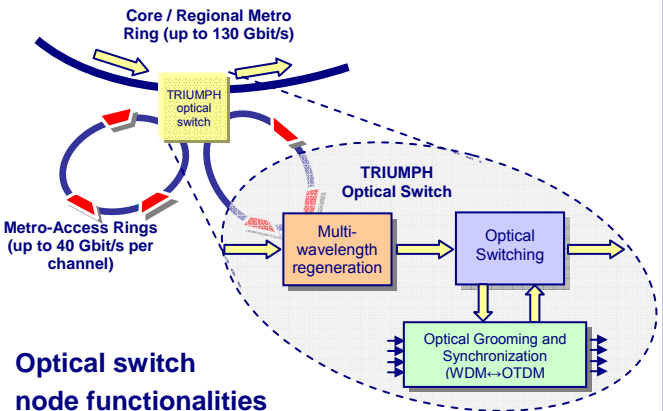 Core / Regional Metro
Ring (up to 130 Gbit/s)
TRIUMPH
optical
switch
TRIUMPH
Optical Switch
Metro-Access Rings
(up to 40 Gbit/s per
channel)
Multi-
wavelength
regeneration
Optical
Switching
Optical Grooming and
Synchronization
(WDM↔OTDM
Optical switch
node functionalities